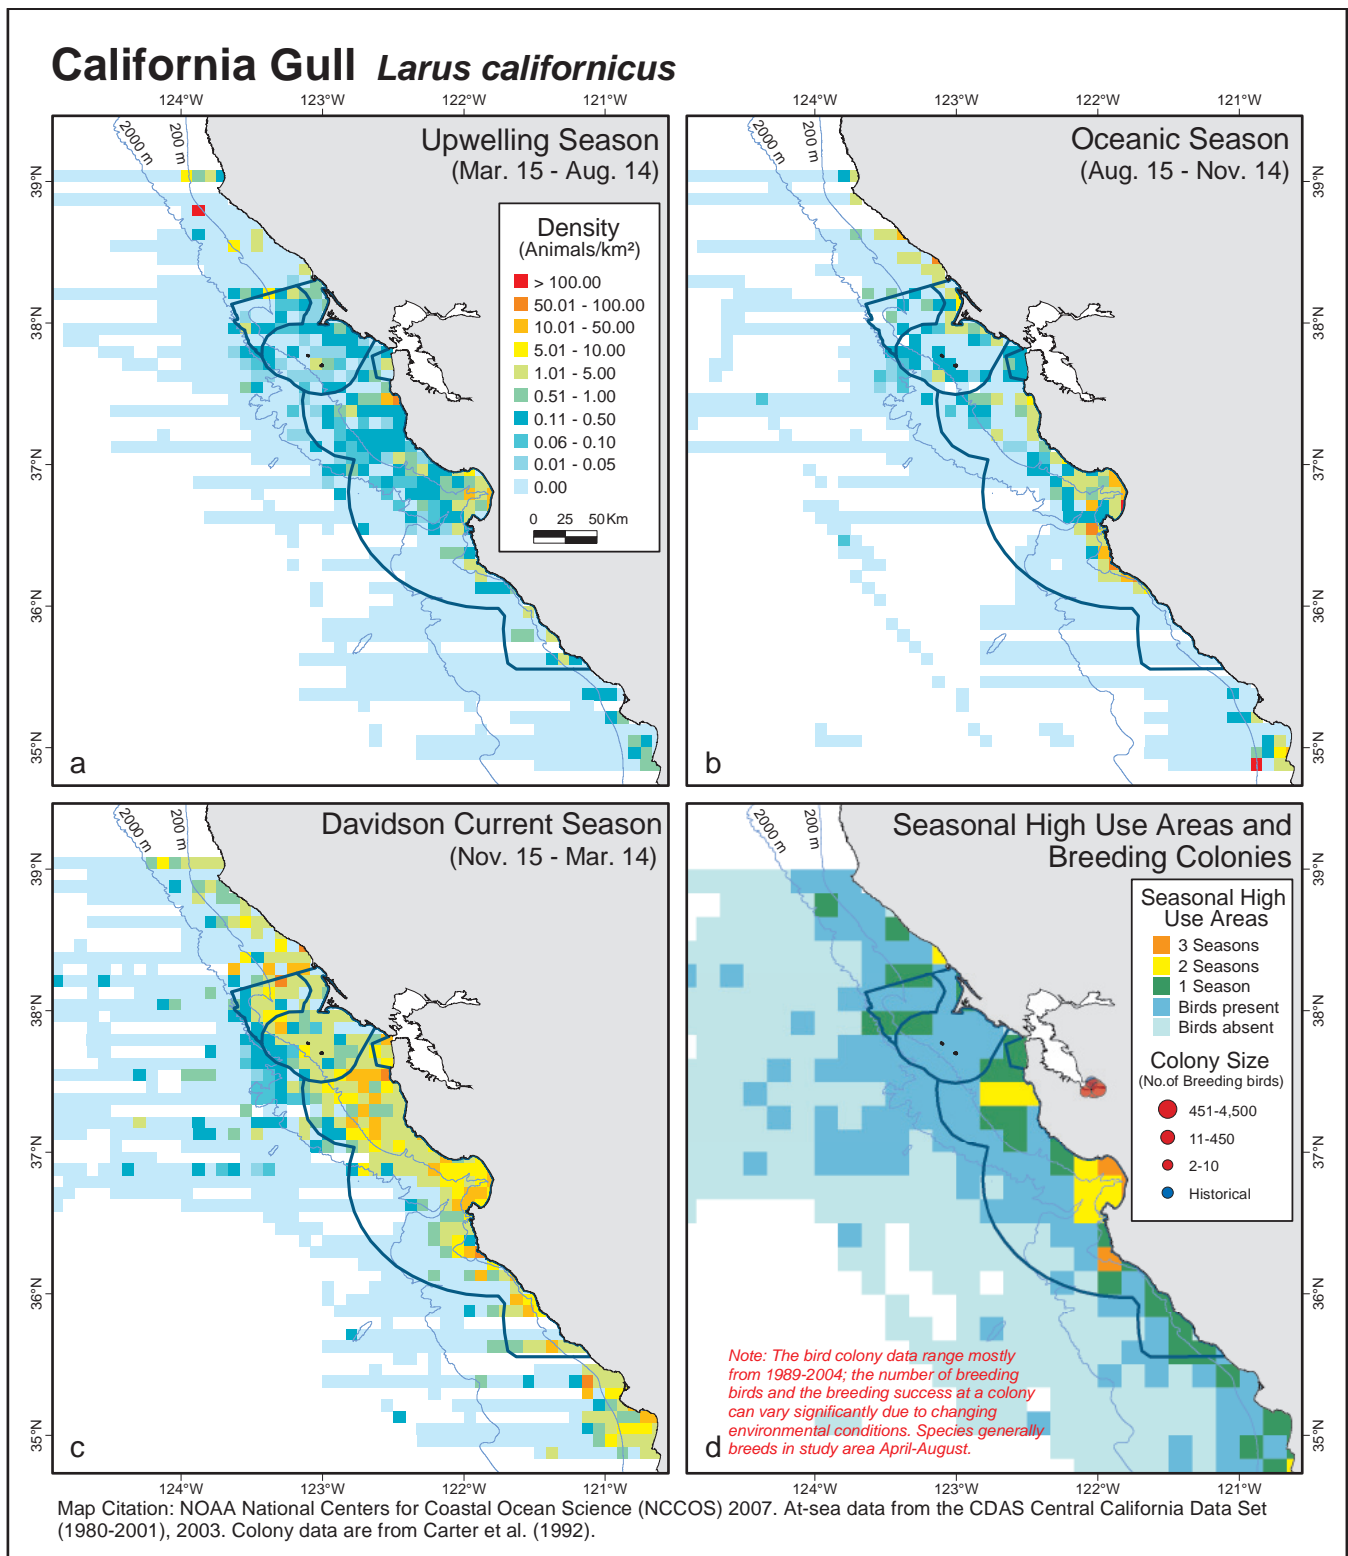 California Gull Larus californicus
124°W 123°W 122°W 121°W
124°W 123°W 122°W 121°W
2000 m
200 m
Upwelling Season
(Mar. 15 - Aug. 14)
39°N
38°N
37°N
36°N
35°N
Density
(Animals/km²)
> 100.00
50.01 - 100.00
10.01 - 50.00
5.01 - 10.00
1.01 - 5.00
0.51 - 1.00
0.11 - 0.50
0.06 - 0.10
0.01 - 0.05
0.00
0 25 50 Km
a
2000 m
200 m
Oceanic Season
(Aug. 15 - Nov. 14)
39°N
38°N
37°N
36°N
35°N
b
2000 m
200 m
Davidson Current Season
(Nov. 15 - Mar. 14)
39°N
38°N
37°N
36°N
35°N
c
124°W 123°W 122°W 121°W
2000 m
200 m
Seasonal High Use Areas and
Breeding Colonies
39°N
38°N
37°N
36°N
35°N
Seasonal High
Use Areas
3 Seasons
2 Seasons
1 Season
Birds present
Birds absent
Colony Size
(No.of Breeding birds)
451-4,500
11-450
2-10
Historical
Note: The bird colony data range mostly
from 1989-2004; the number of breeding
birds and the breeding success at a colony
can vary significantly due to changing
environmental conditions. Species generally
breeds in study area April-August.
d
124°W 123°W 122°W 121°W
Map Citation: NOAA National Centers for Coastal Ocean Science (NCCOS) 2007. At-sea data from the CDAS Central California Data Set
(1980-2001), 2003. Colony data are from Carter et al. (1992).